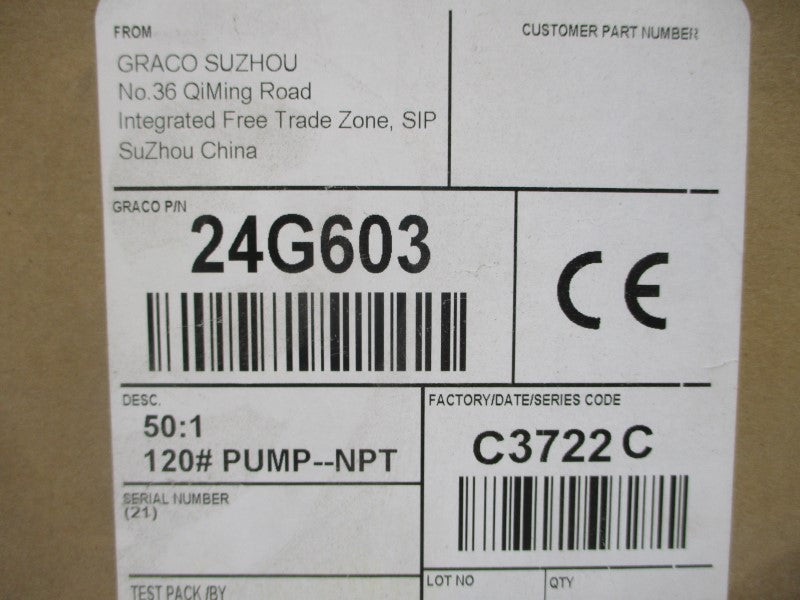 FROM
GRACO SUZHOU
No.36 QiMing Road
Integrated Free Trade Zone, SIP
SuZhou China
CUSTOMER PART NUMBER
GRACO P/N
24G603
CE
DESC.
50:1
120# PUMP--NPT
FACTORY/DATE/SERIES CODE
C3722 C
SERIAL NUMBER
(21)
TEST PACK /BY
LOT NO
QTY